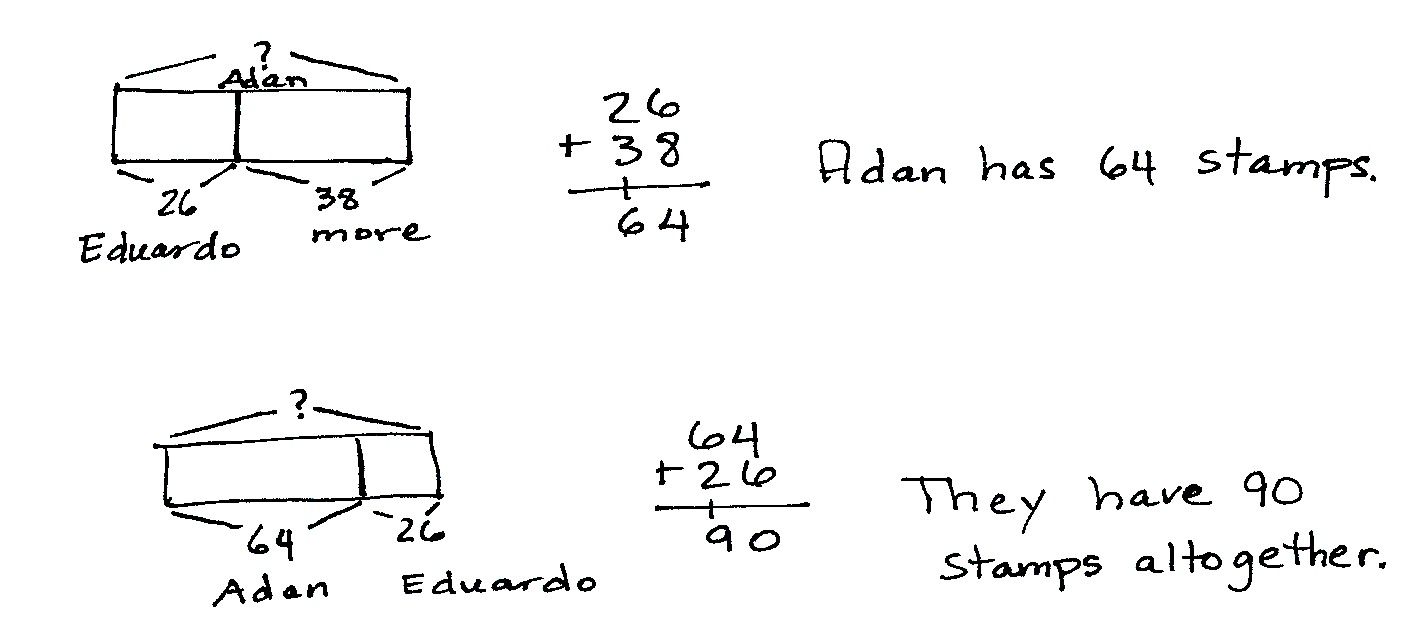 ?
Adan
26 38
Eduardo more
26
+ 38
64
Adan has 64 stamps.
?
64 26
Adan Eduardo
64
+ 26
90
They have 90
stamps altogether.